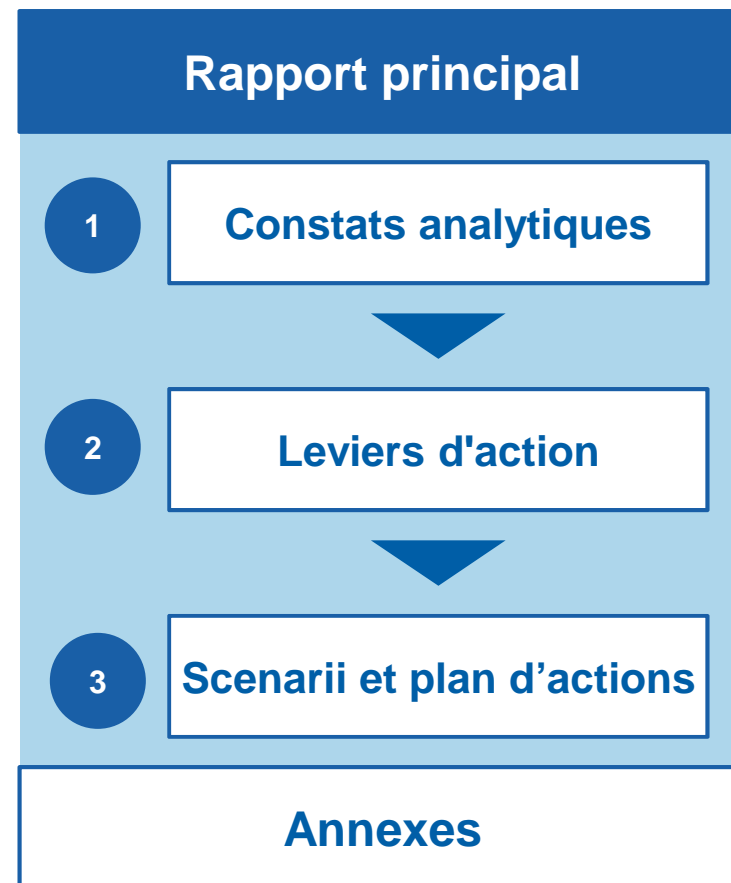 Rapport principal
1
Constats analytiques
2
Leviers d'action
3
Scenarii et plan d’actions
Annexes